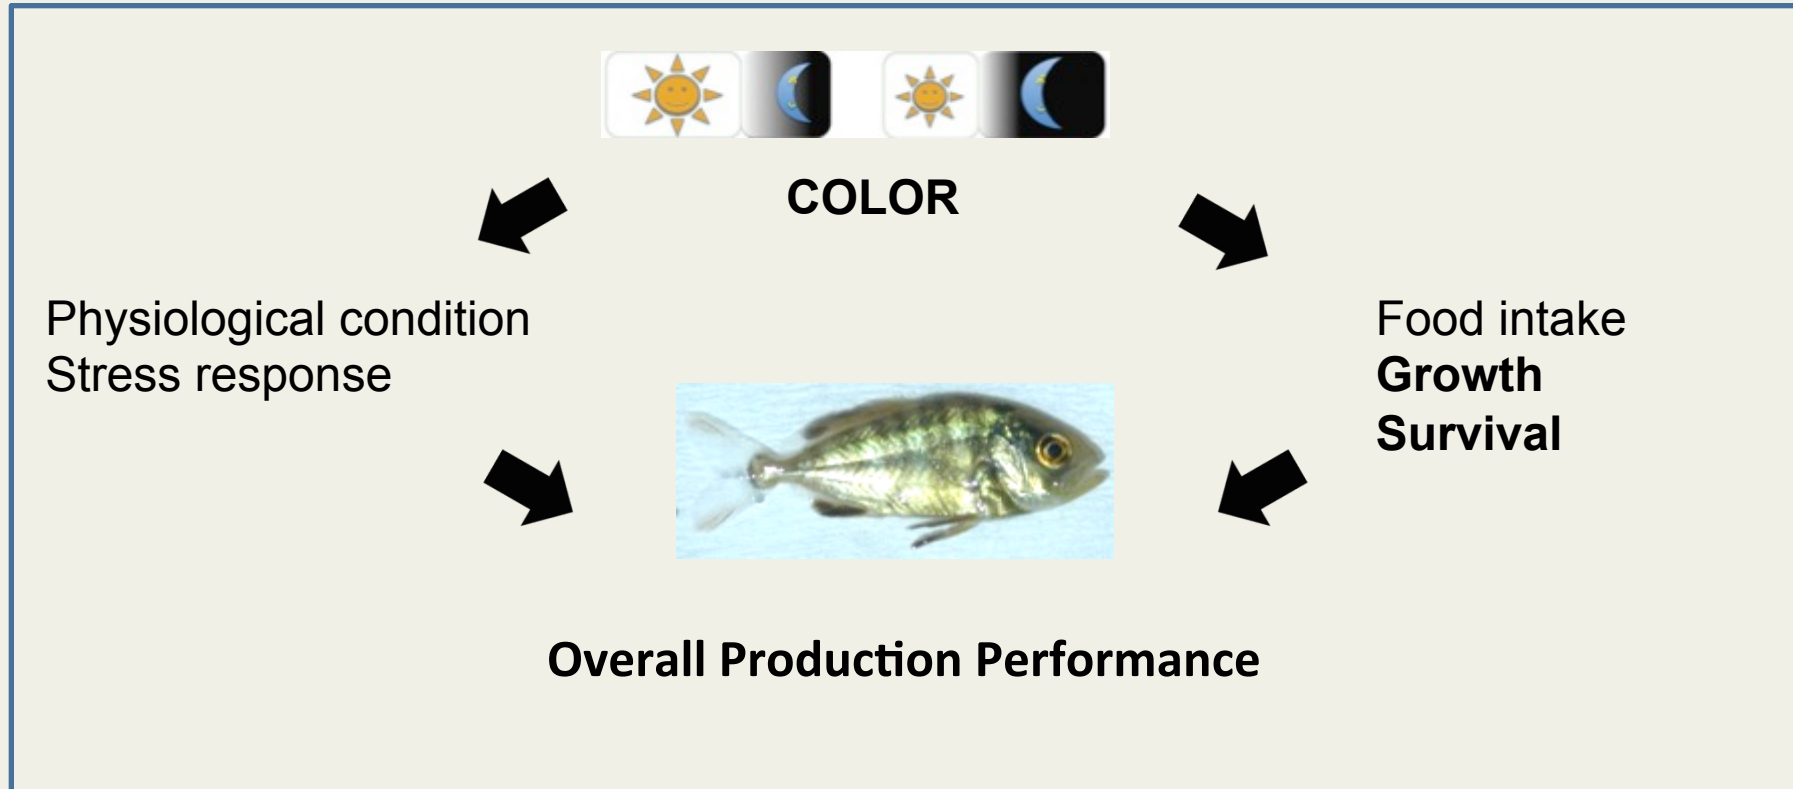 COLOR
Physiological condition
Stress response
Food intake
Growth
Survival
Overall Production Performance